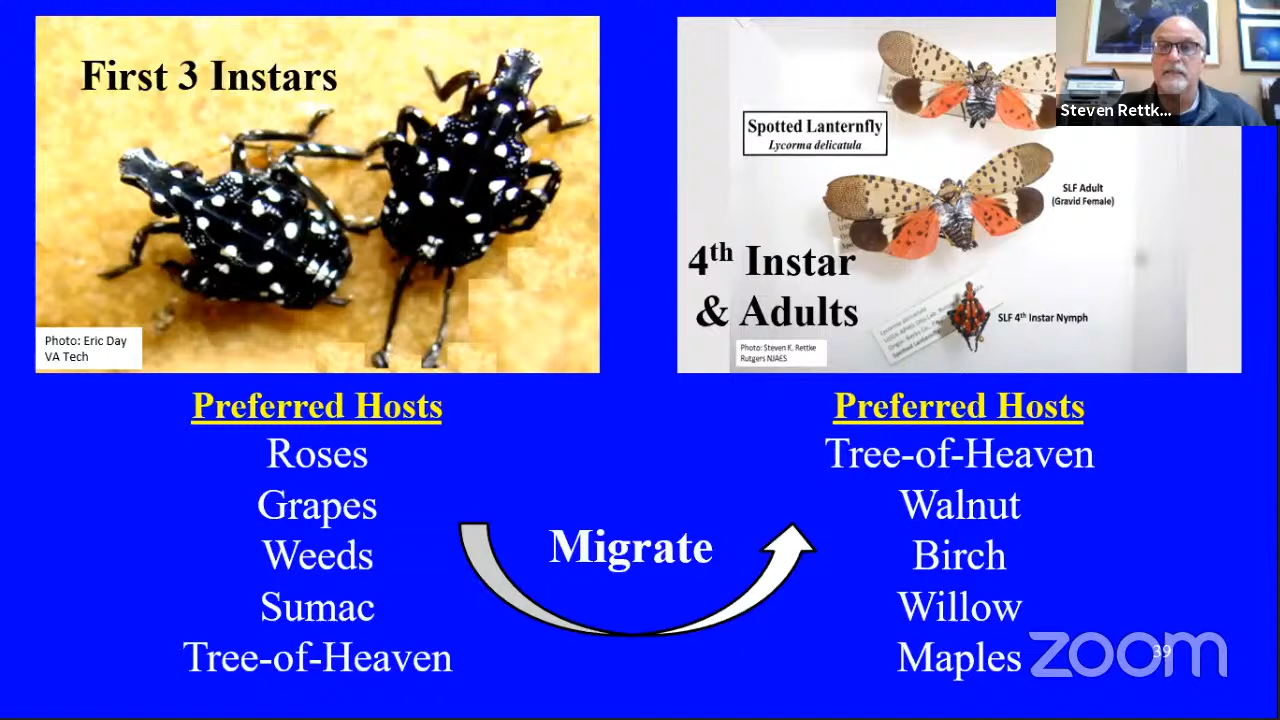 First 3 Instars
Photo: Eric Day
VA Tech
Steven Rettk...
Spotted Lanternfly
Lycorma delicatula
SLF Adult
(Gravid Female)
4th Instar
& Adults
SLF 4th Instar Nymph
Photo: Steven K. Rettke
Rutgers NJAES
Preferred Hosts
Roses
Grapes
Weeds
Sumac
Tree-of-Heaven
Migrate
Preferred Hosts
Tree-of-Heaven
Walnut
Birch
Willow
Maples
39
zoom